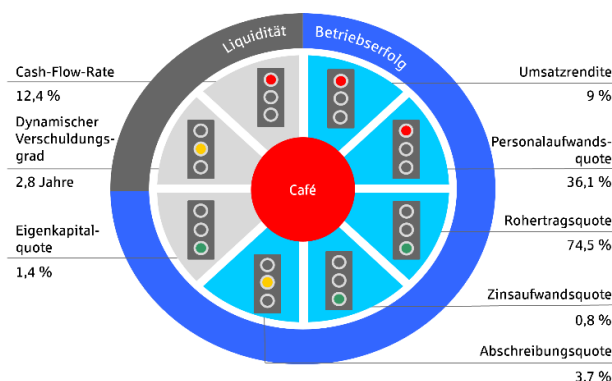 Liquidität
Betriebserfolg
Cash-Flow-Rate
12,4 %
Dynamischer
Verschuldungs-
grad
2,8 Jahre
Eigenkapital-
quote
1,4 %
Café
Umsatzrendite
9 %
Personalaufwands-
quote
36,1 %
Rohertragsquote
74,5 %
Zinsaufwandsquote
0,8 %
Abschreibungsquote
3,7 %